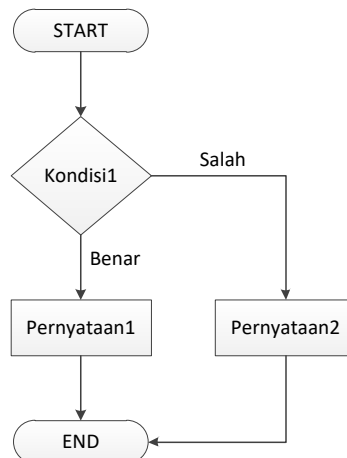 START
Kondisi1
Salah
Benar
Pernyataan1
Pernyataan2
END